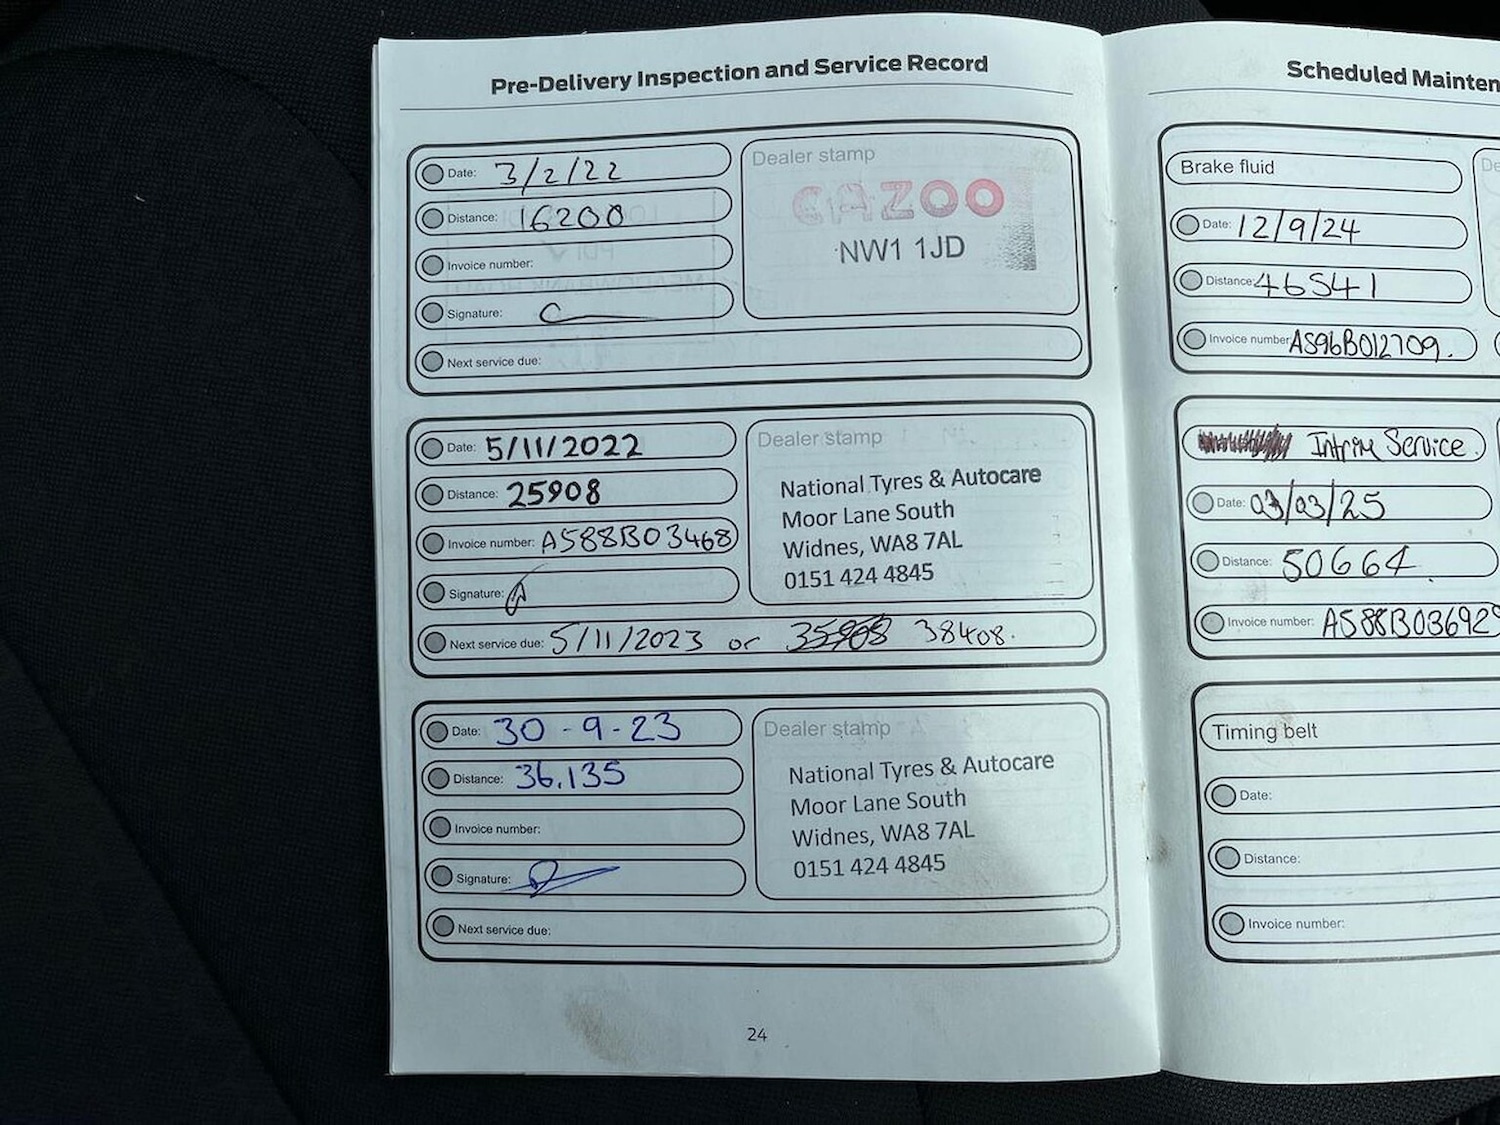 Pre-Delivery Inspection and Service Record
Date: 3/2/22
Distance: 16200
Invoice number:
Signature:
Next service due:
Dealer stamp
CAZOO
NW1 1JD
Date: 5/11/2022
Distance: 25908
Invoice number: AS88B03468
Signature:
Next service due: 5/11/2023 or 38408.
Dealer stamp
National Tyres & Autocare
Moor Lane South
Widnes, WA8 7AL
0151 424 4845
Date: 30-9-23
Distance: 36.135
Invoice number:
Signature:
Next service due:
Dealer stamp
National Tyres & Autocare
Moor Lane South
Widnes, WA8 7AL
0151 424 4845
24
Scheduled Mainten
Brake fluid
Date: 12/9/24
Distance: 46541
Invoice number AS96B012709.
De
Intrim Service.
Date: 03/03/25
Distance: 50664.
Invoice number: AS88B03692
Timing belt
Date:
Distance:
Invoice number: